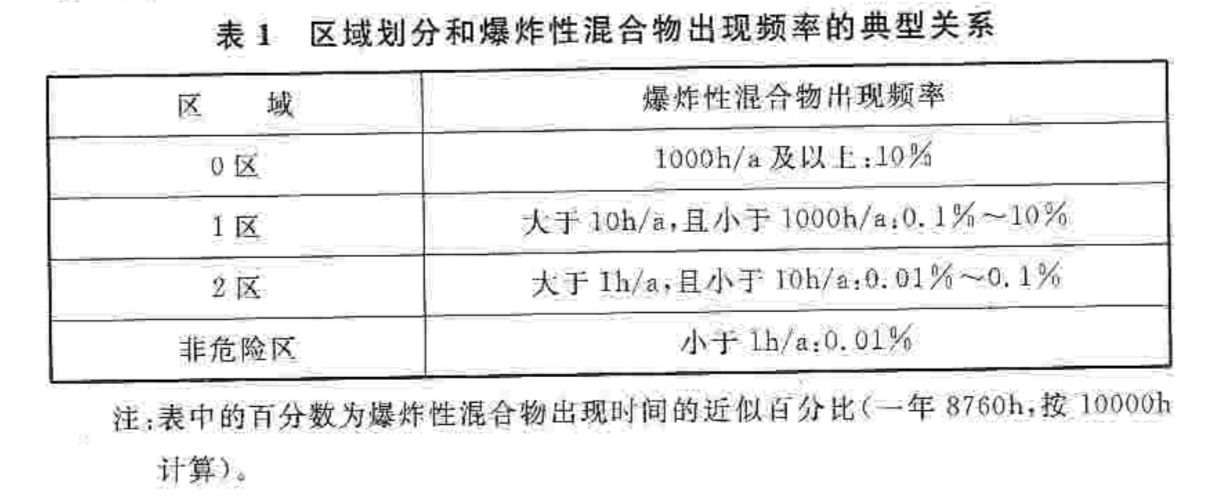 表 1 区域划分和爆炸性混合物出现频率的典型关系
区 域 爆炸性混合物出现频率
0 区 1000h/a 及以上:10%
1 区 大于 10h/a,且小于 1000h/a:0.1%～10%
2 区 大于 1h/a,且小于 10h/a:0.01%～0.1%
非危险区 小于 1h/a:0.01%
注:表中的百分数为爆炸性混合物出现时间的近似百分比(一年 8760h,按 10000h
计算)。